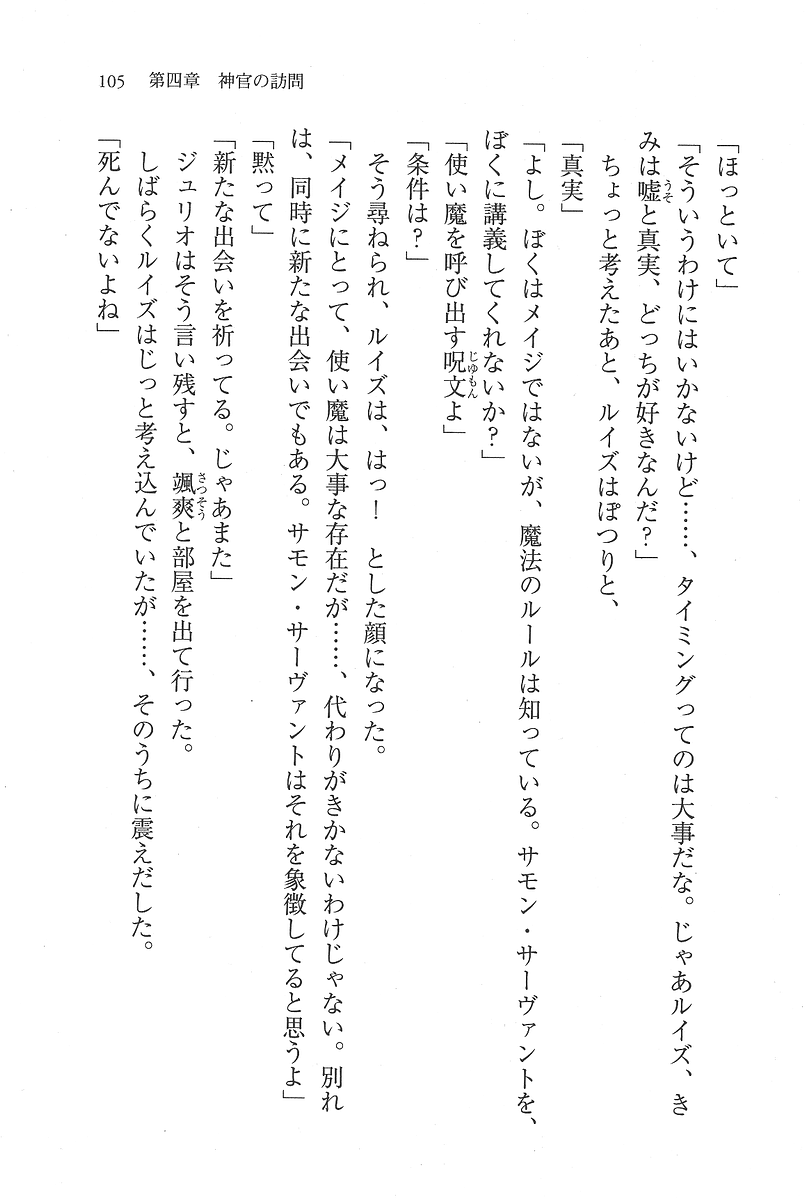 105　第四章　神官の訪問
「ほっといて」
「そういうわけにはいかないけど……、タイミングってのは大事だな。じゃあルイズ、き
みは嘘と真実、どっちが好きなんだ？」
　ちょっと考えたあと、ルイズはぽつりと、
「真実」
「よし。ぼくはメイジではないが、魔法のルールは知っている。サモン・サーヴァントを、
ぼくに講義してくれないか？」
「使い魔を呼び出す呪文よ」
「条件は？」
　そう尋ねられ、ルイズは、はっ！　とした顔になった。
「メイジにとって、使い魔は大事な存在だが……、代わりがきかないわけじゃない。別れ
は、同時に新たな出会いでもある。サモン・サーヴァントはそれを象徴してると思うよ」
「黙って」
「新たな出会いを祈ってる。じゃあまた」
　ジュリオはそう言い残すと、颯爽と部屋を出て行った。
　しばらくルイズはじっと考え込んでいたが……、そのうちに震えだした。
「死んでないよね」
うそ
じゅもん
さっそう